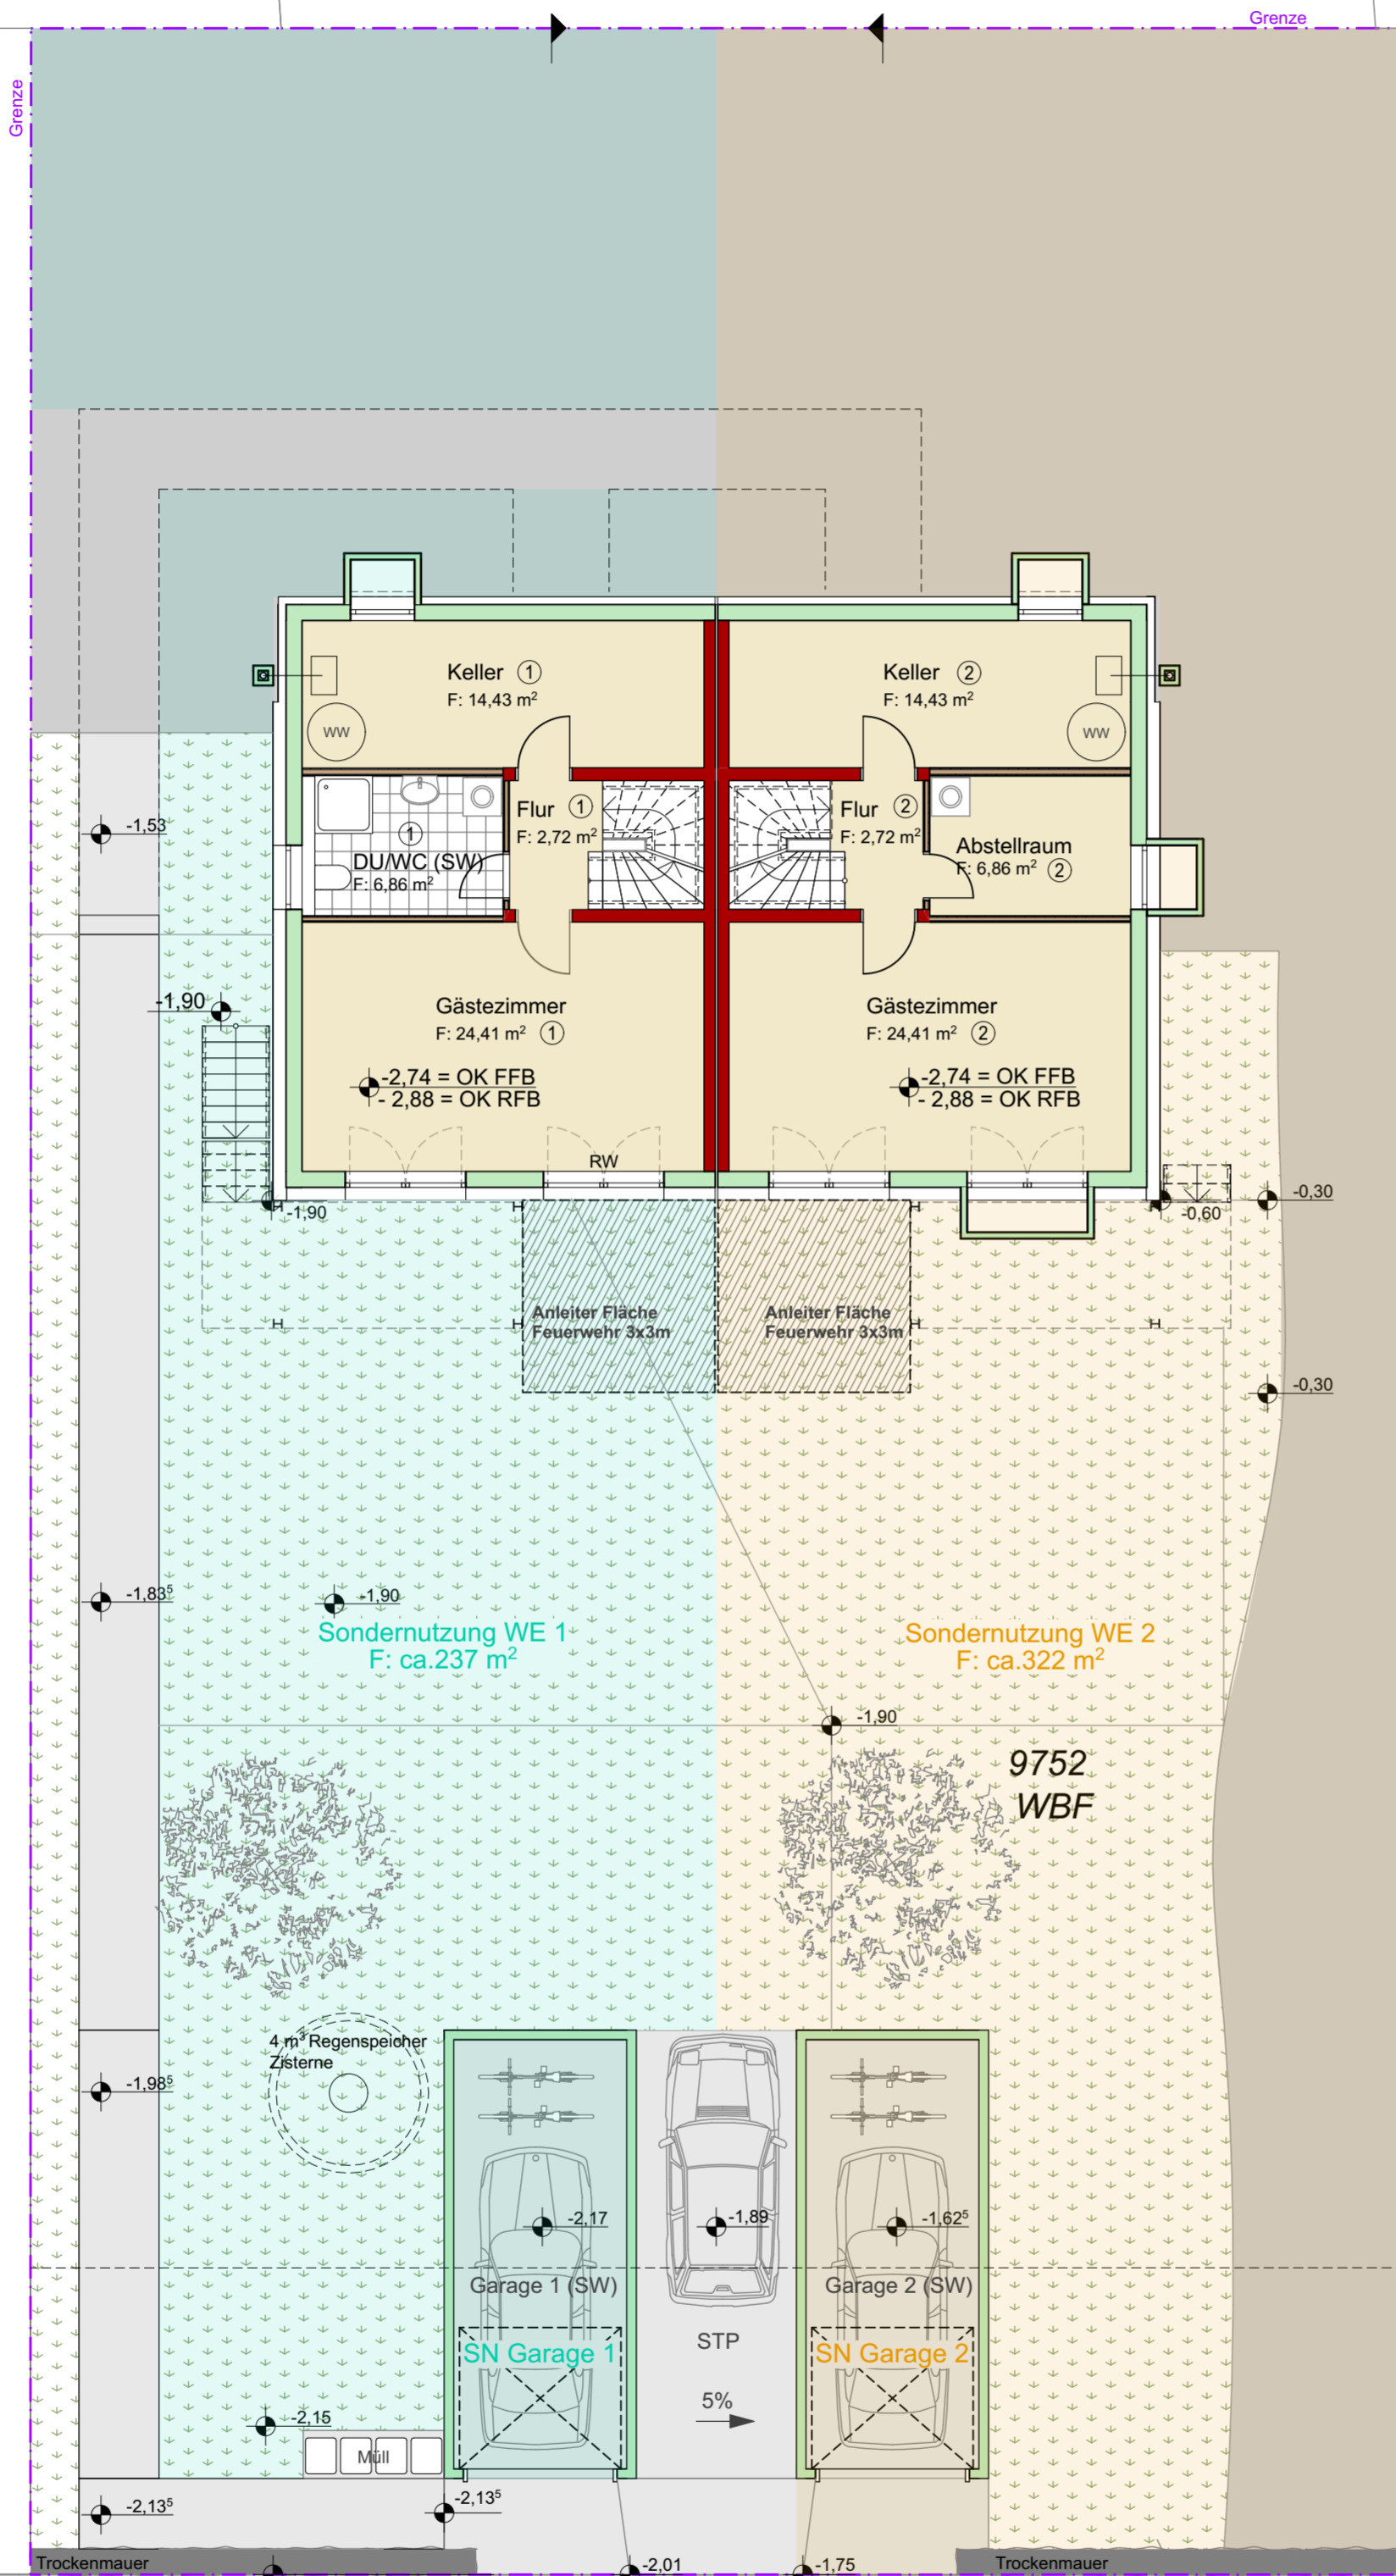 Grenze
Grenze
Keller 1
F: 14,43 m²
Keller 2
F: 14,43 m²
WW
WW
Flur 1
F: 2,72 m²
Flur 2
F: 2,72 m²
1
DU/WC (SW)
F: 6,86 m²
Abstellraum
F: 6,86 m² 2
-1,53
-1,90
Gästezimmer
F: 24,41 m² 1
Gästezimmer
F: 24,41 m² 2
-2,74 = OK FFB
- 2,88 = OK RFB
-2,74 = OK FFB
- 2,88 = OK RFB
RW
-1,90
-0,60
-0,30
Anleiter Fläche
Feuerwehr 3x3m
Anleiter Fläche
Feuerwehr 3x3m
-0,30
-1,83⁵
-1,90
Sondernutzung WE 1
F: ca.237 m²
Sondernutzung WE 2
F: ca.322 m²
-1,90
9752
WBF
4 m³ Regenspeicher
Zisterne
-1,98⁵
-2,17
-1,89
-1,62⁵
Garage 1 (SW)
Garage 2 (SW)
STP
SN Garage 1
SN Garage 2
5%
-2,15
Müll
-2,13⁵
-2,13⁵
Trockenmauer
-2,01
-1,75
Trockenmauer